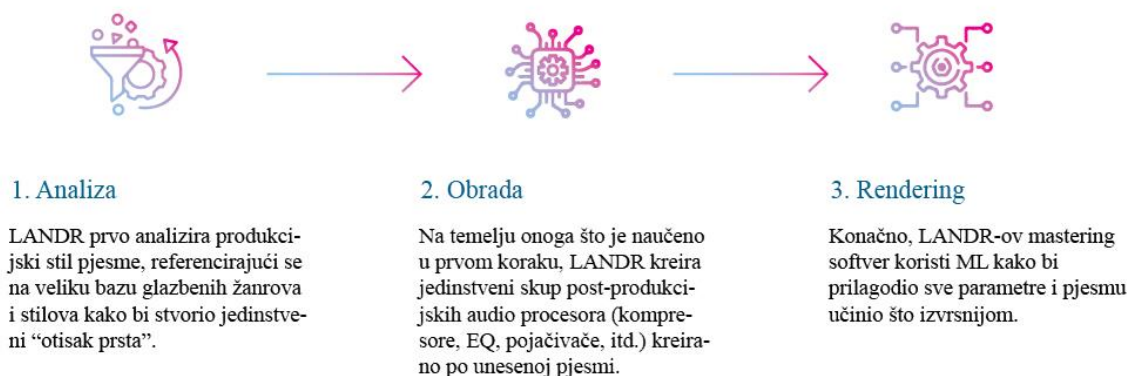 1. Analiza
LANDR prvo analizira produkci-
jski stil pjesme, referencirajući se
na veliku bazu glazbenih žanrova
i stilova kako bi stvorio jedinstve-
ni “otisak prsta”.
2. Obrada
Na temelju onoga što je naučeno
u prvom koraku, LANDR kreira
jedinstveni skup post-produkci-
jskih audio procesora (kompre-
sore, EQ, pojačivače, itd.) kreira-
no po unesenoj pjesmi.
3. Rendering
Konačno, LANDR-ov mastering
softver koristi ML kako bi
prilagodio sve parametre i pjesmu
učinio što izvrsnijom.